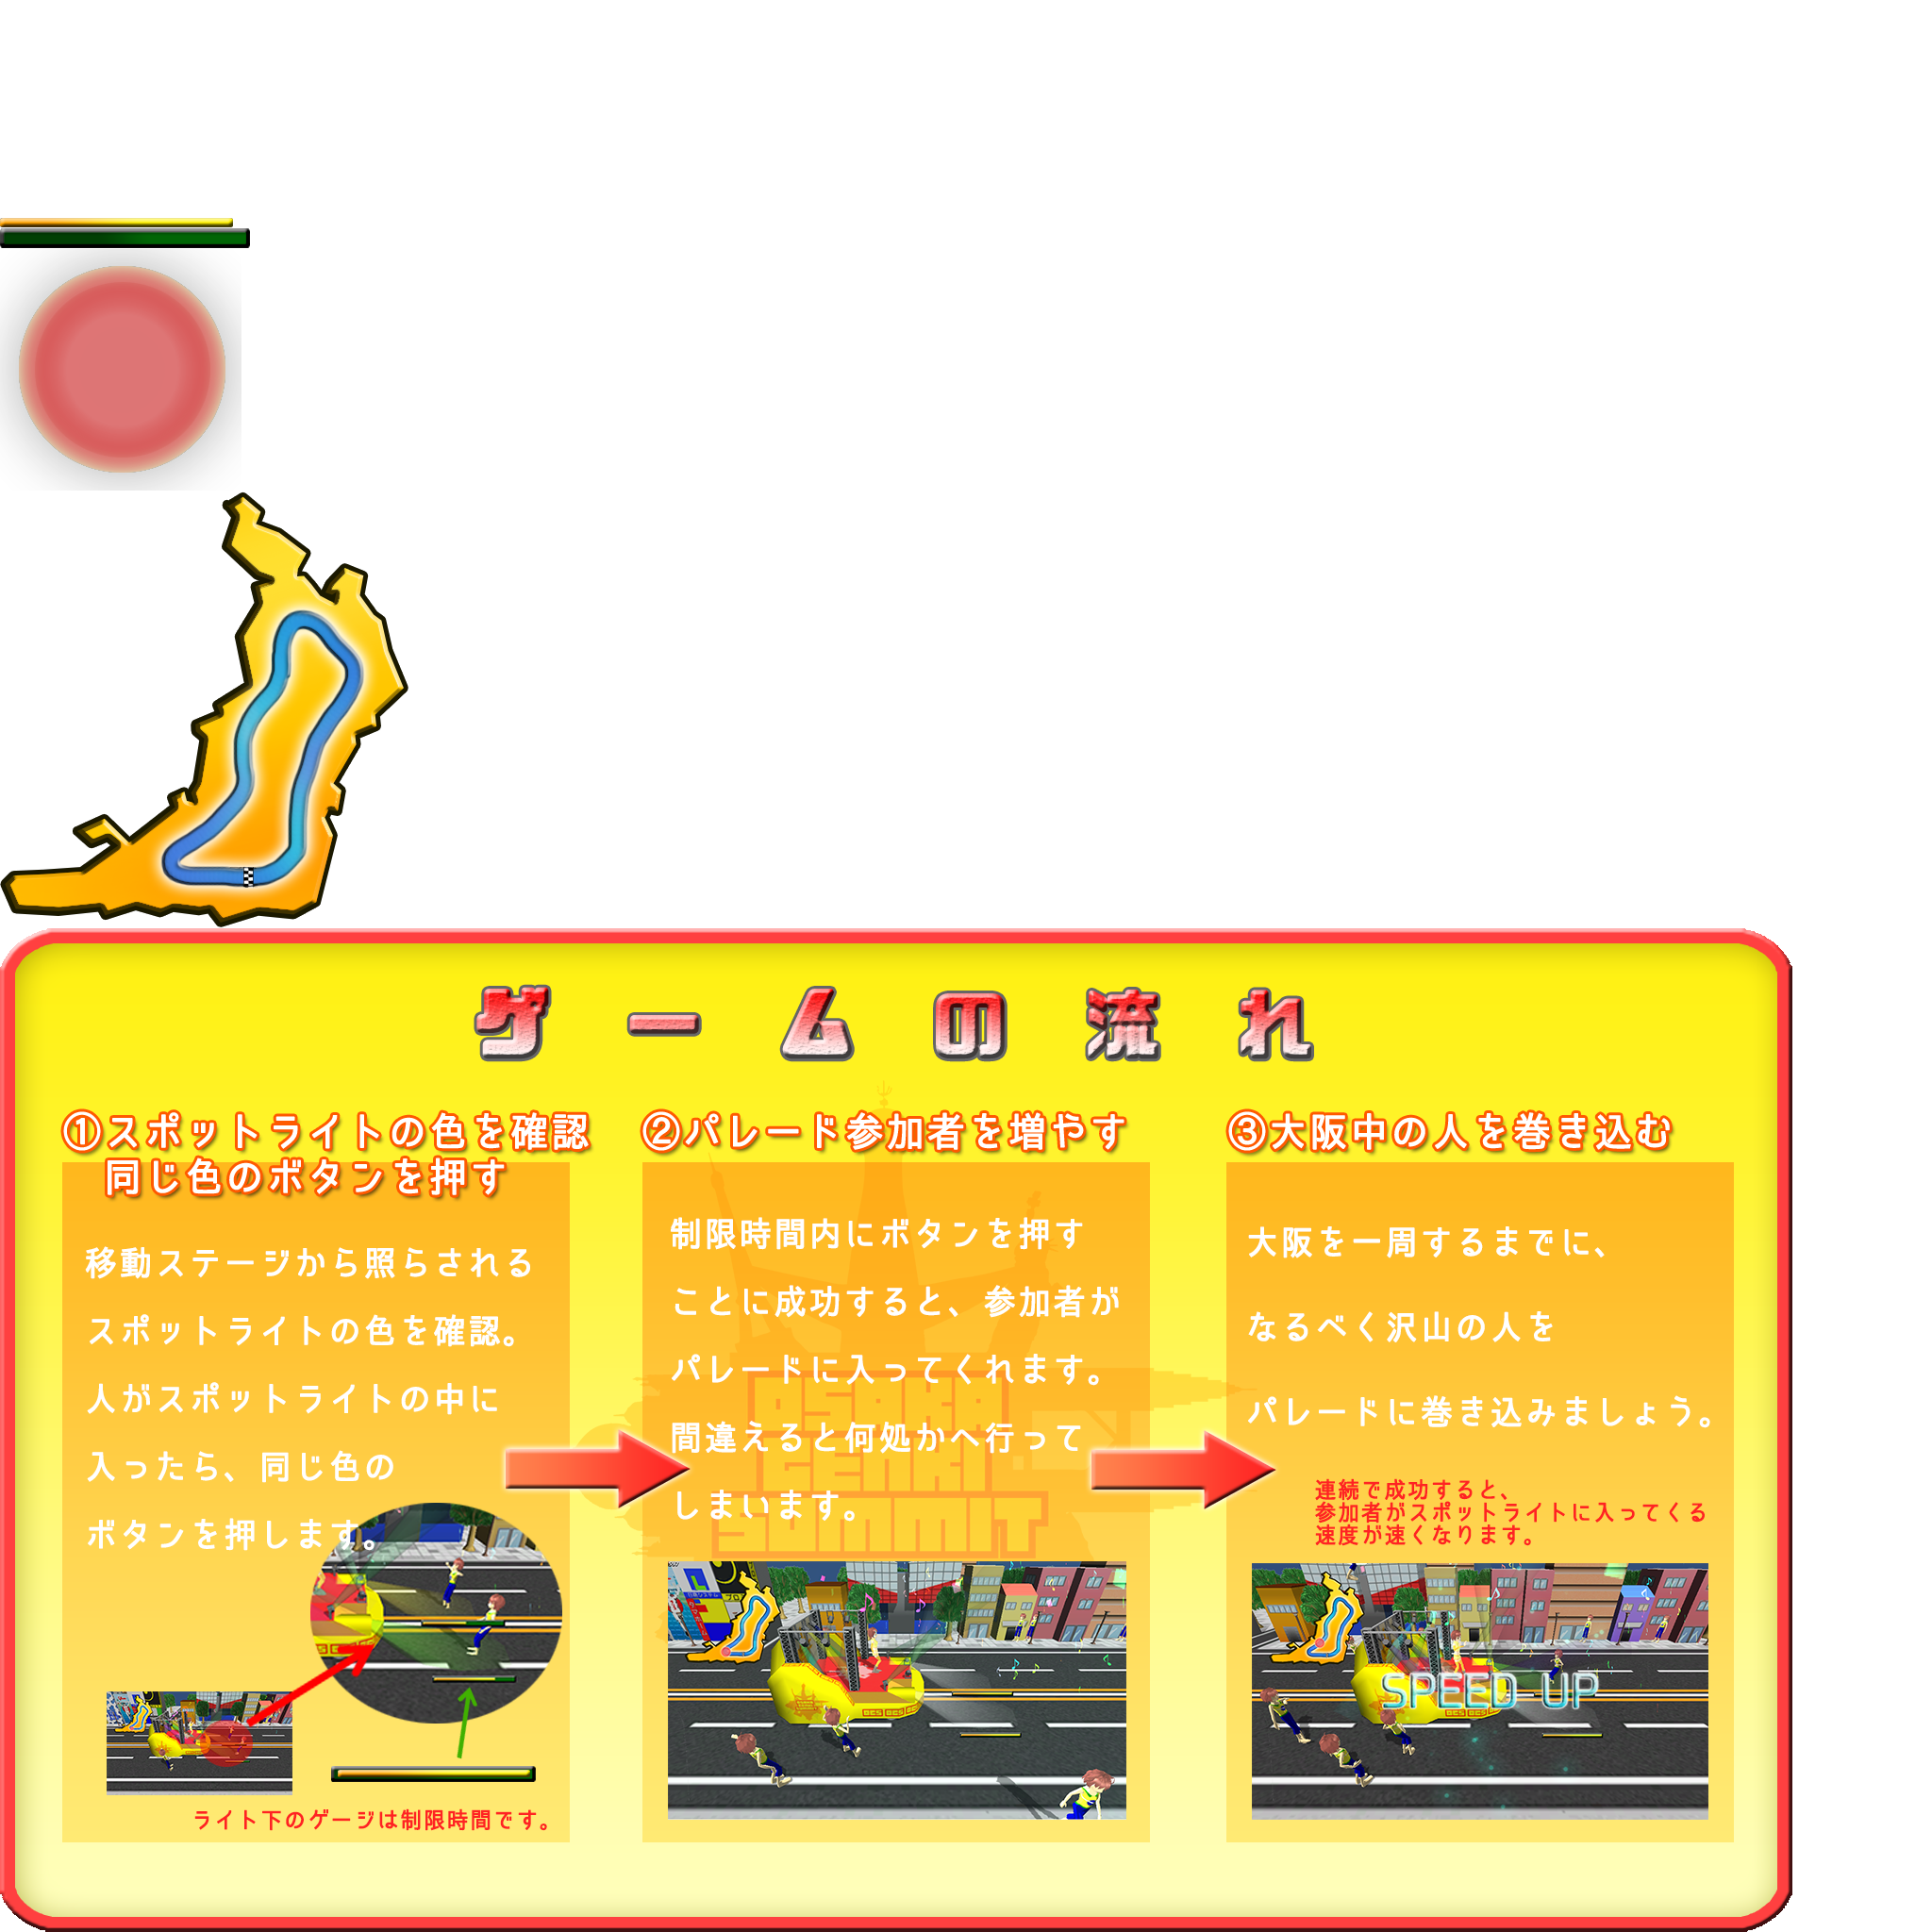 ゲームの流れ
①スポットライトの色を確認
同じ色のボタンを押す
移動ステージから照らされる
スポットライトの色を確認。
人がスポットライトの中に
入ったら、同じ色の
ボタンを押します。
ライト下のゲージは制限時間です。
②パレード参加者を増やす
制限時間内にボタンを押す
ことに成功すると、参加者が
パレードに入ってくれます。
間違えると何処かへ行って
しまいます。
OSAKA
GENKI
SUMMIT
③大阪中の人を巻き込む
大阪を一周するまでに、
なるべく沢山の人を
パレードに巻き込みましょう。
連続で成功すると、
参加者がスポットライトに入ってくる
速度が速くなります。
SPEED UP